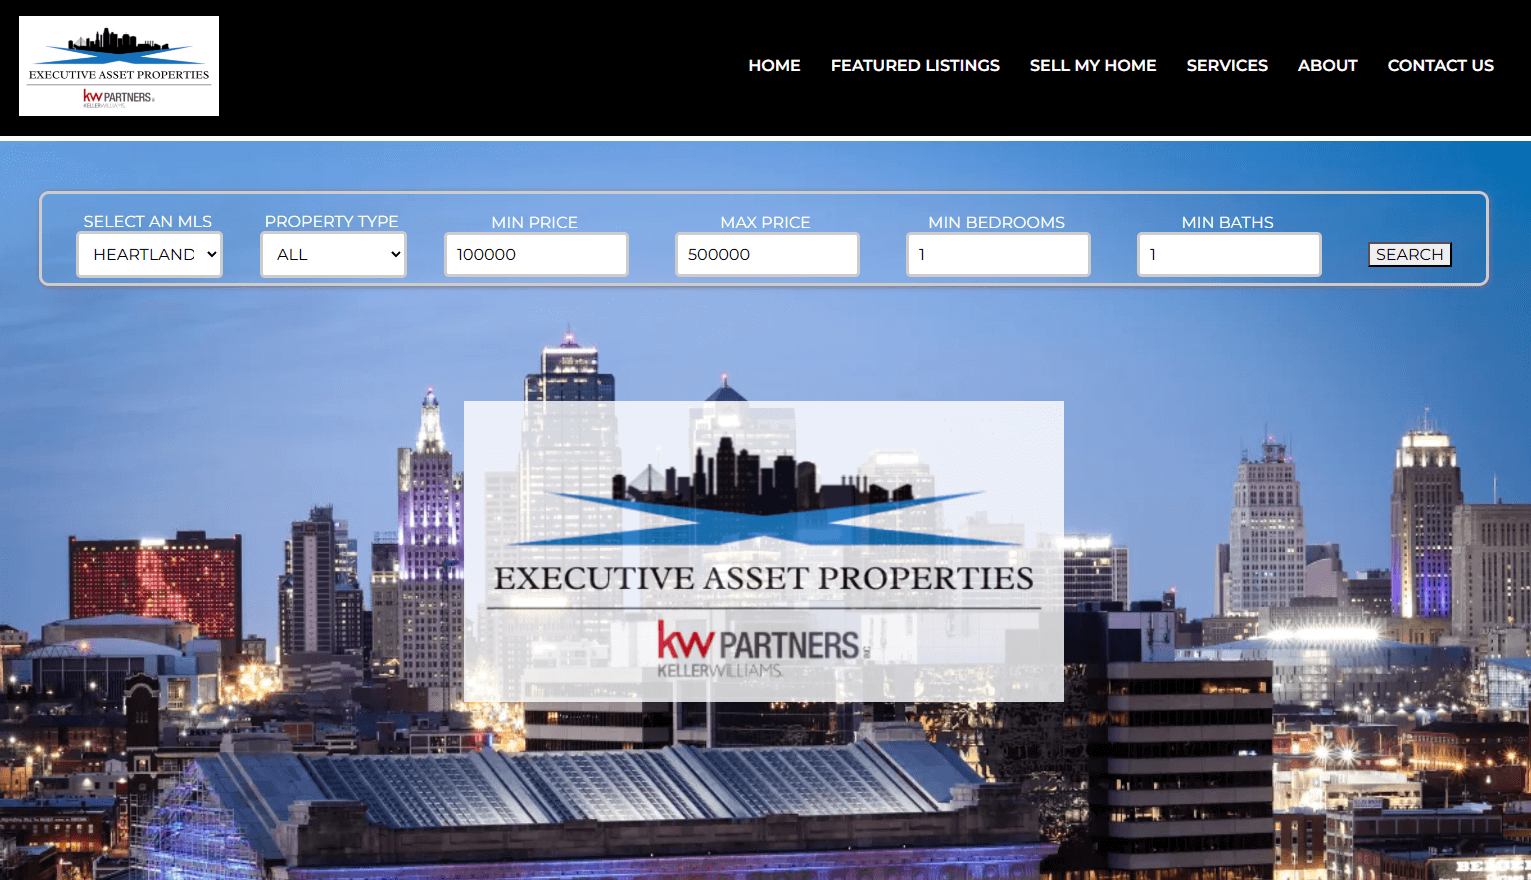 EXECUTIVE ASSET PROPERTIES
kw PARTNERS INC.
KELLERWILLIAMS.
HOME FEATURED LISTINGS SELL MY HOME SERVICES ABOUT CONTACT US
SELECT AN MLS PROPERTY TYPE MIN PRICE MAX PRICE MIN BEDROOMS MIN BATHS
HEARTLAND ALL 100000 500000 1 1 SEARCH
EXECUTIVE ASSET PROPERTIES
kw PARTNERS INC.
KELLERWILLIAMS.